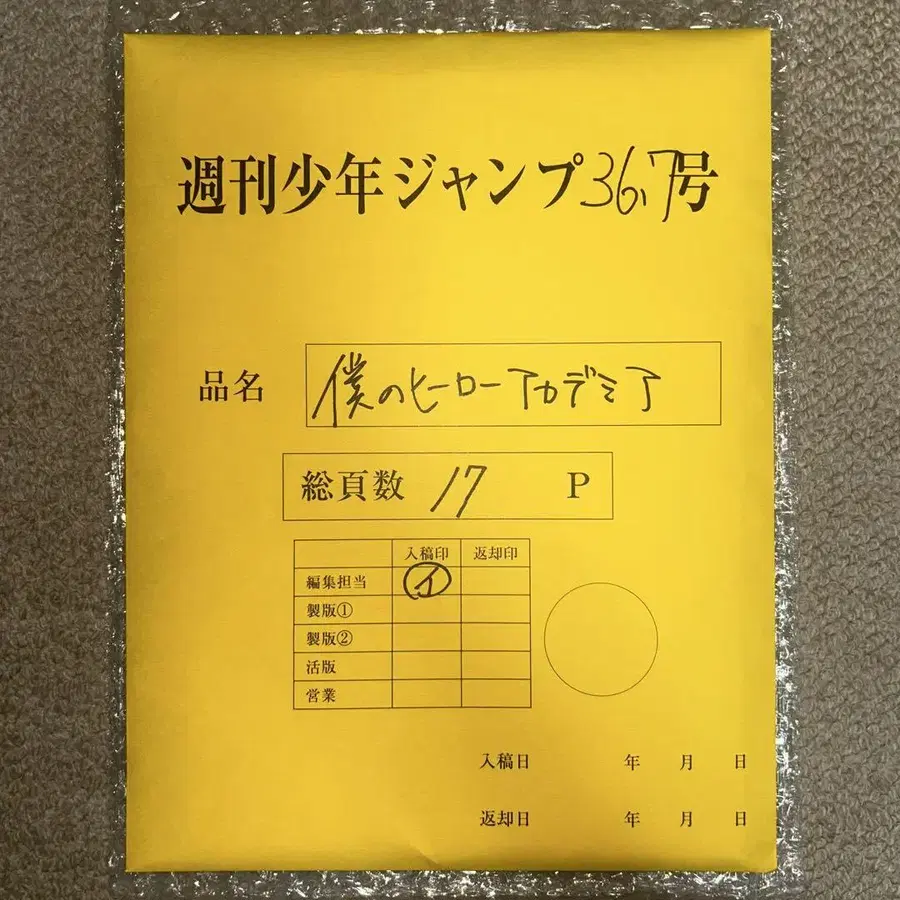 週刊少年ジャンプ36,7号
品名 僕のヒーローアカデミア
総頁数 17 P
入稿印 返却印
編集担当 イ
製版①
製版②
活版
営業
入稿日 年 月 日
返却日 年 月 日